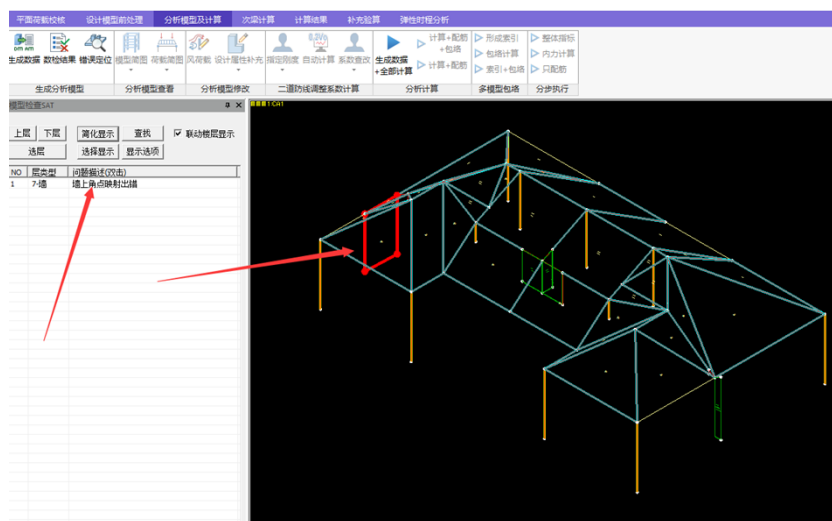 平面荷载校核 设计模型前处理 分析模型及计算 次梁计算 计算结果 补充验算 弹性时程分析
生成数据 数检结果 错误定位 模型简图 荷载简图 风荷载 设计属性补充 指定刚度 自动计算 系数查改 生成数据+全部计算 计算+配筋+包络 计算+配筋 形成索引 包络计算 索引+包络 整体指标 内力计算 只配筋
生成分析模型 分析模型查看 分析模型修改 二道防线调整系数计算 分析计算 多模型包络 分步执行
模型检查SAT
上层 下层 简化显示 查找 联动楼层显示
选层 选择显示 显示选项
NO 层类型 问题描述(双击)
1 7-墙 墙上角点映射出错